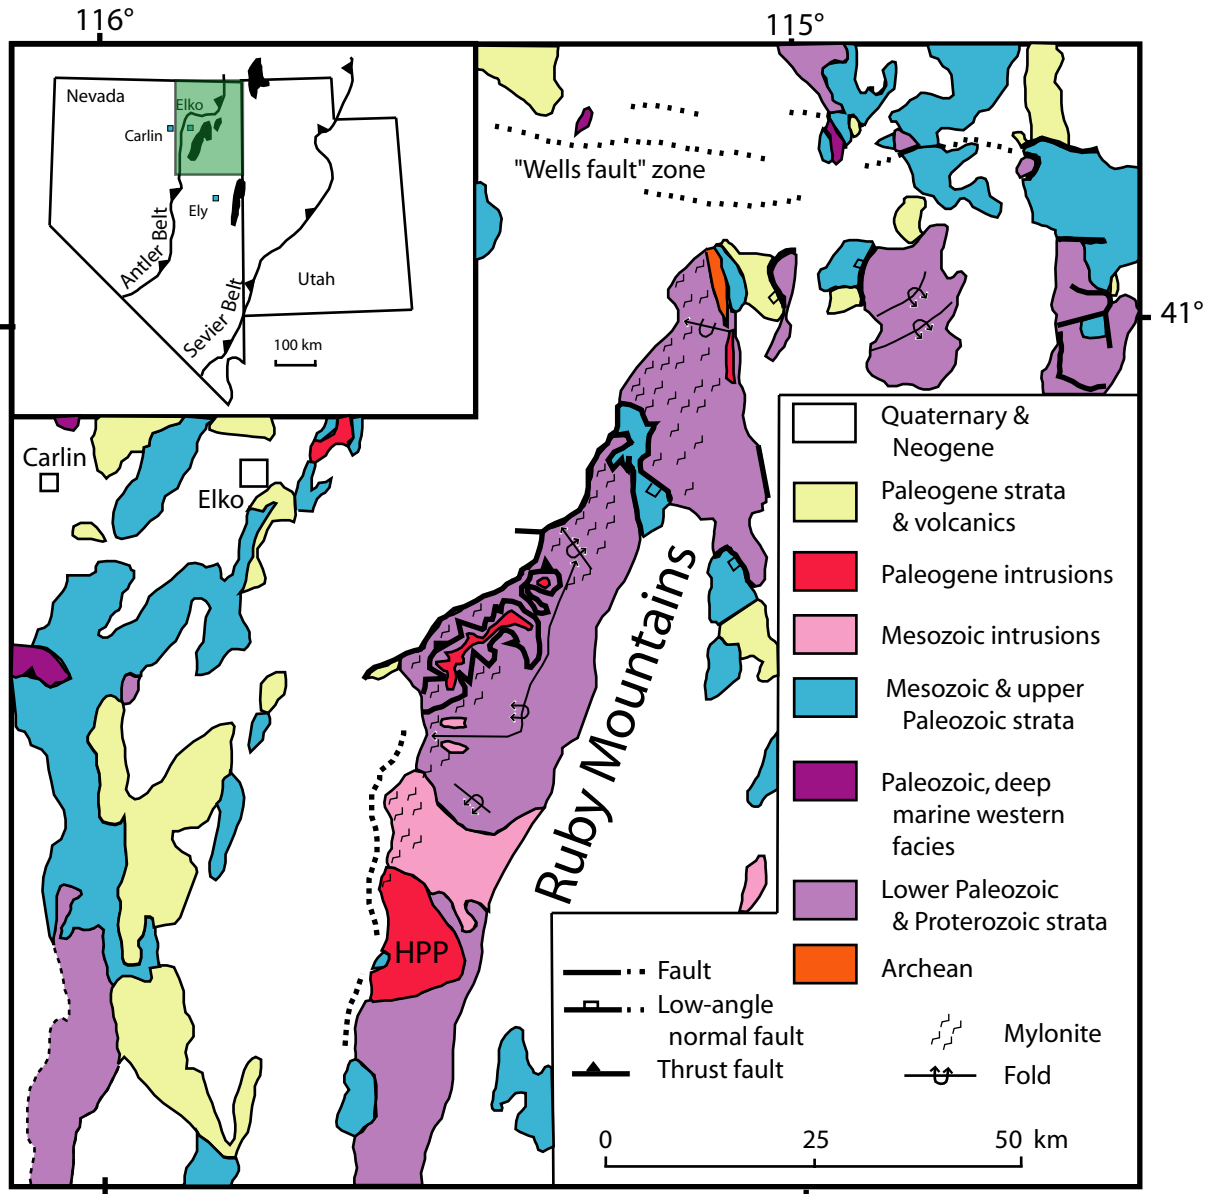 116°
115°
Nevada
Elko
Carlin
Ely
Antler Belt
Sevier Belt
Utah
100 km
"Wells fault" zone
41°
Carlin
Elko
Ruby Mountains
HPP
Quaternary &
Neogene
Paleogene strata
& volcanics
Paleogene intrusions
Mesozoic intrusions
Mesozoic & upper
Paleozoic strata
Paleozoic, deep
marine western
facies
Lower Paleozoic
& Proterozoic strata
Archean
Fault
Low-angle
normal fault
Thrust fault
Mylonite
Fold
0 25 50 km